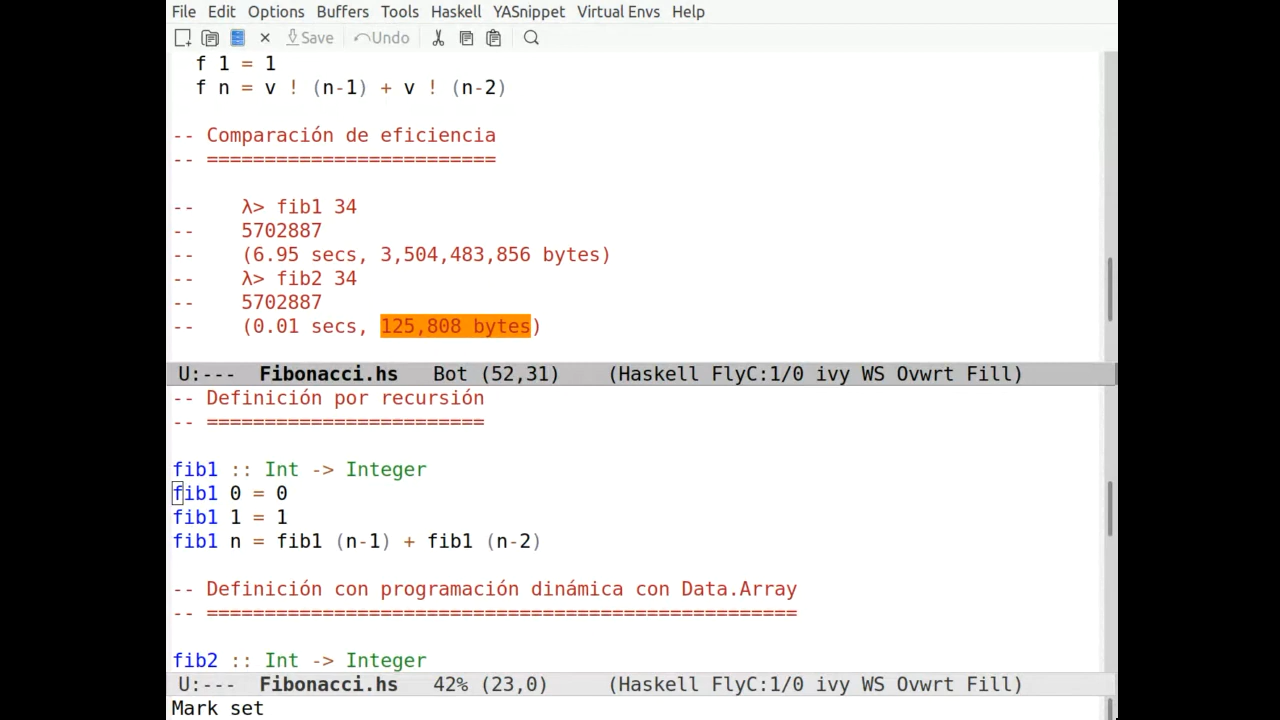 File Edit Options Buffers Tools Haskell YASnippet Virtual Envs Help
Save Undo
f 1 = 1
f n = v ! (n-1) + v ! (n-2)
-- Comparación de eficiencia
-- =========================
-- λ> fib1 34
-- 5702887
-- (6.95 secs, 3,504,483,856 bytes)
-- λ> fib2 34
-- 5702887
-- (0.01 secs, 125,808 bytes)
U:--- Fibonacci.hs Bot (52,31) (Haskell FlyC:1/0 ivy WS Ovwrt Fill)
-- Definición por recursión
-- ========================
fib1 :: Int -> Integer
fib1 0 = 0
fib1 1 = 1
fib1 n = fib1 (n-1) + fib1 (n-2)
-- Definición con programación dinámica con Data.Array
-- ===================================================
fib2 :: Int -> Integer
U:--- Fibonacci.hs 42% (23,0) (Haskell FlyC:1/0 ivy WS Ovwrt Fill)
Mark set